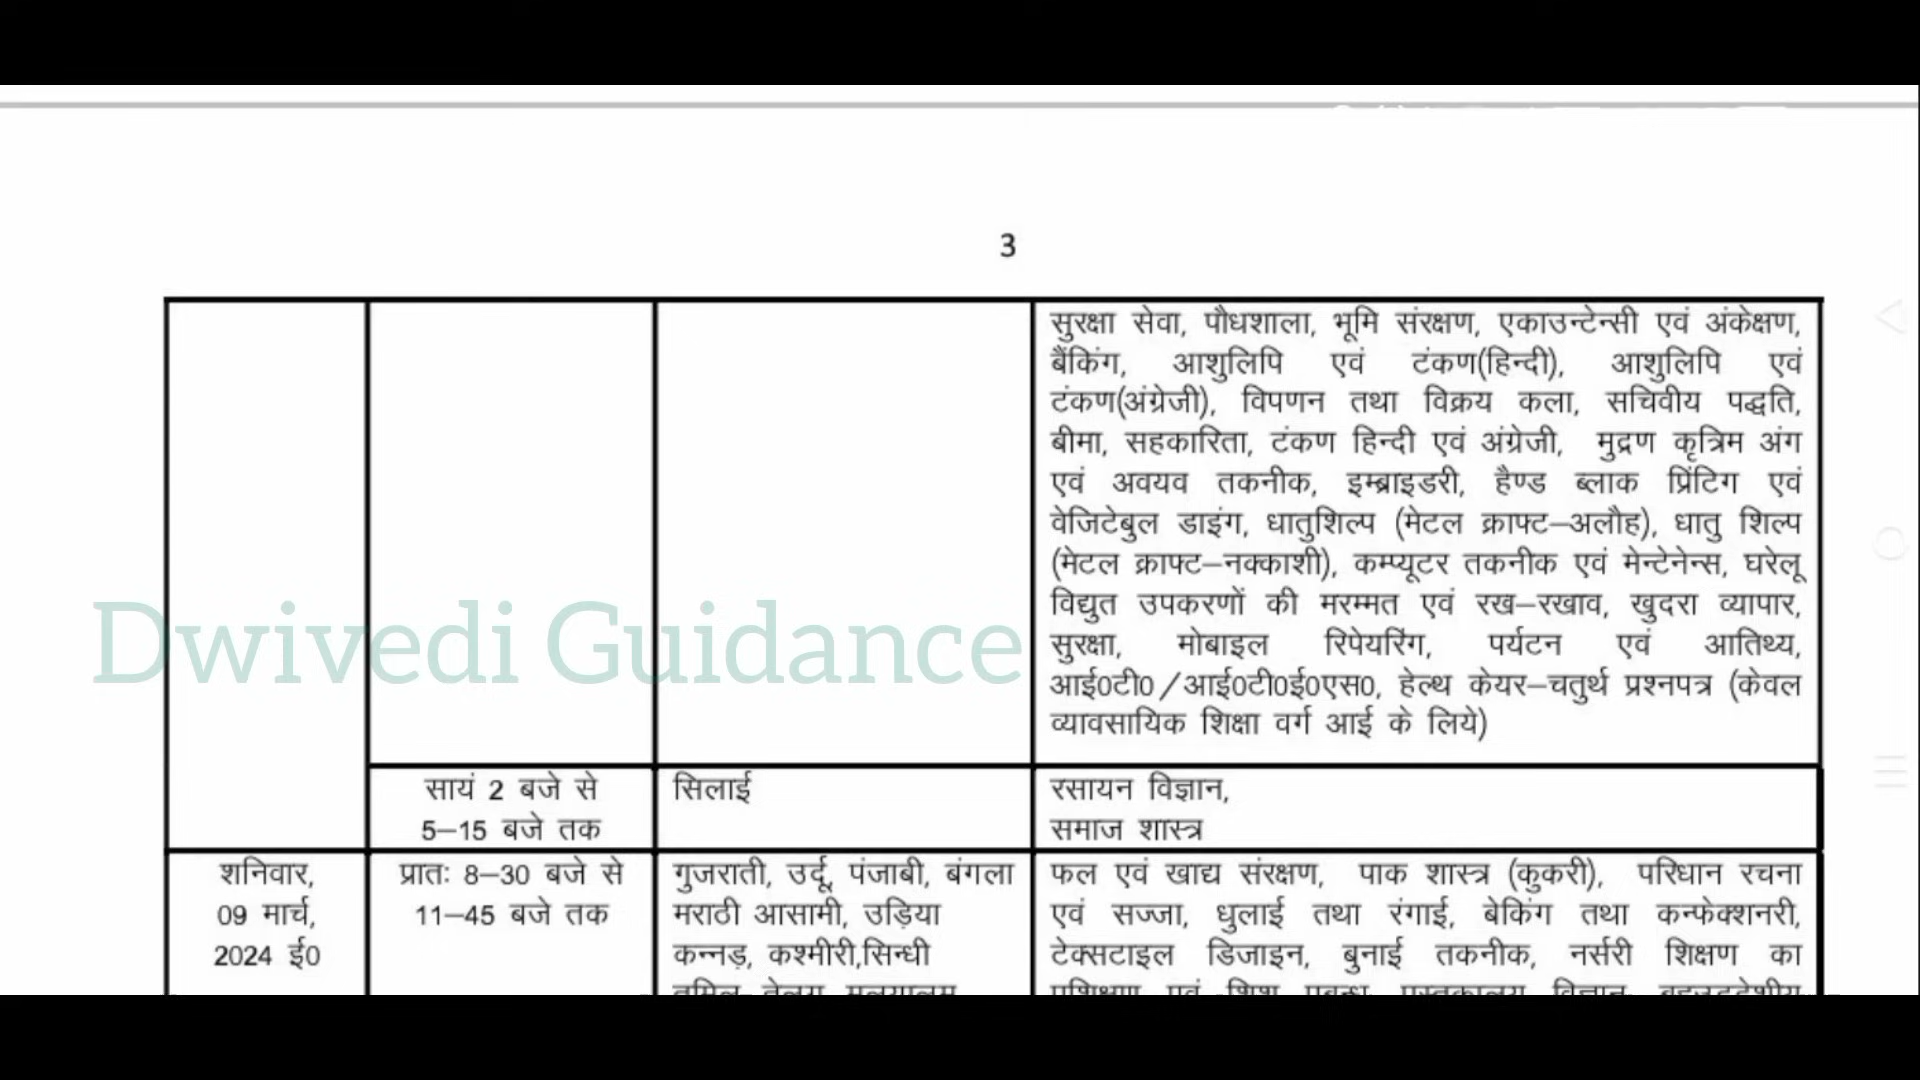 3
सुरक्षा सेवा, पौधशाला, भूमि संरक्षण, एकाउन्टेन्सी एवं अंकेक्षण,
बैंकिंग, आशुलिपि एवं टंकण(हिन्दी), आशुलिपि एवं
टंकण(अंग्रेजी), विपणन तथा विक्रय कला, सचिवीय पद्धति,
बीमा, सहकारिता, टंकण हिन्दी एवं अंग्रेजी, मुद्रण कृत्रिम अंग
एवं अवयव तकनीक, इम्ब्राइडरी, हैण्ड ब्लाक प्रिंटिग एवं
वेजिटेबुल डाइंग, धातुशिल्प (मेटल क्राफ्ट–अलौह), धातु शिल्प
(मेटल क्राफ्ट–नक्काशी), कम्प्यूटर तकनीक एवं मेन्टेनेन्स, घरेलू
विद्युत उपकरणों की मरम्मत एवं रख–रखाव, खुदरा व्यापार,
सुरक्षा, मोबाइल रिपेयरिंग, पर्यटन एवं आतिथ्य,
आई0टी0/आई0टी0ई0एस0, हेल्थ केयर–चतुर्थ प्रश्नपत्र (केवल
व्यावसायिक शिक्षा वर्ग आई के लिये)
Dwivedi Guidance
सायं 2 बजे से
5–15 बजे तक
सिलाई
रसायन विज्ञान,
समाज शास्त्र
शनिवार,
09 मार्च,
2024 ई0
प्रातः 8–30 बजे से
11–45 बजे तक
गुजराती, उर्दू, पंजाबी, बंगला
मराठी आसामी, उड़िया
कन्नड़, कश्मीरी,सिन्धी
फल एवं खाद्य संरक्षण, पाक शास्त्र (कुकरी), परिधान रचना
एवं सज्जा, धुलाई तथा रंगाई, बेकिंग तथा कन्फेक्शनरी,
टेक्सटाइल डिजाइन, बुनाई तकनीक, नर्सरी शिक्षण का